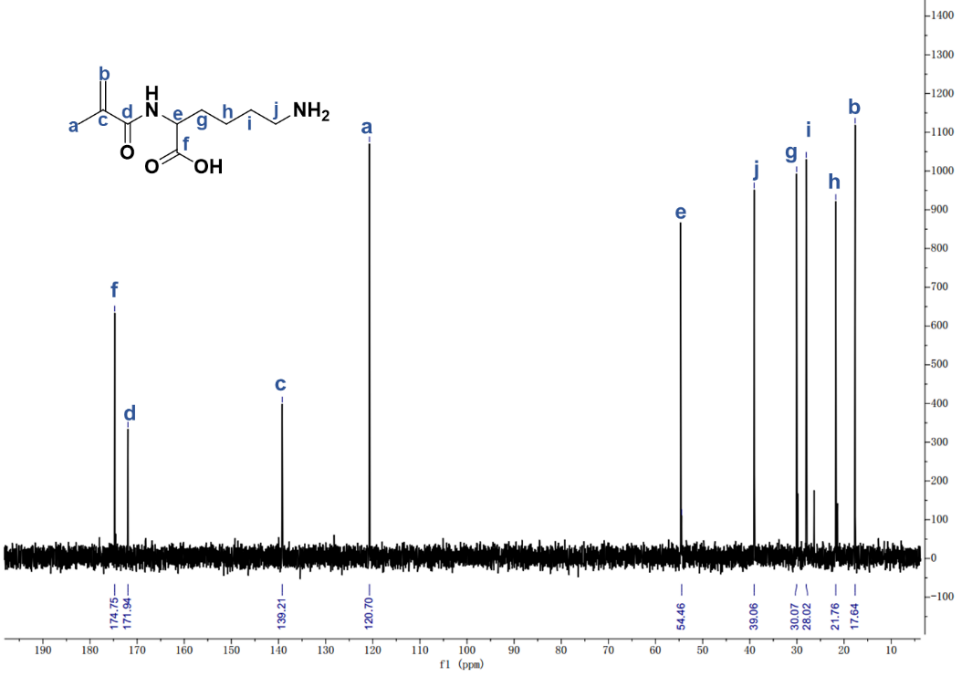 b
H
N
a
c
d
O
e
g
h
i
j
NH2
f
O
OH
f
d
c
a
e
j
g
i
h
b
174.75
171.94
139.21
120.70
54.46
39.06
30.07
28.02
21.76
17.64
190 180 170 160 150 140 130 120 110 100 90 80 70 60 50 40 30 20 10
f1 (ppm)
1400
1300
1200
1100
1000
900
800
700
600
500
400
300
200
100
0
-100